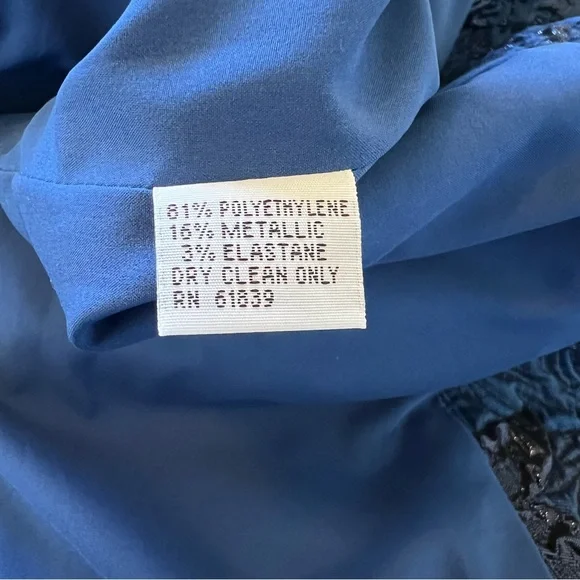 81% POLYETHYLENE
16% METALLIC
3% ELASTANE
DRY CLEAN ONLY
RN 61839